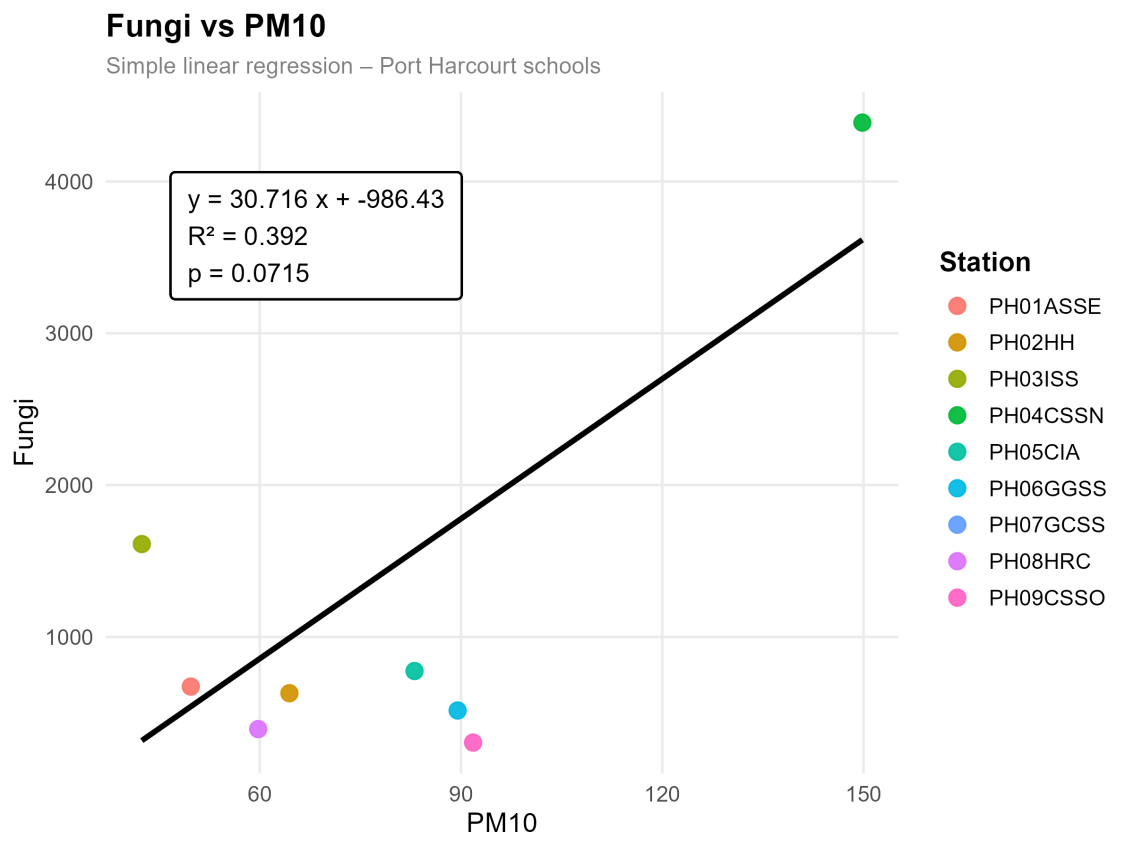 Fungi vs PM10
Simple linear regression – Port Harcourt schools
y = 30.716 x + -986.43
R² = 0.392
p = 0.0715
4000
3000
2000
1000
Fungi
60
90
120
150
PM10
Station
PH01ASSE
PH02HH
PH03ISS
PH04CSSN
PH05CIA
PH06GGSS
PH07GCSS
PH08HRC
PH09CSSO